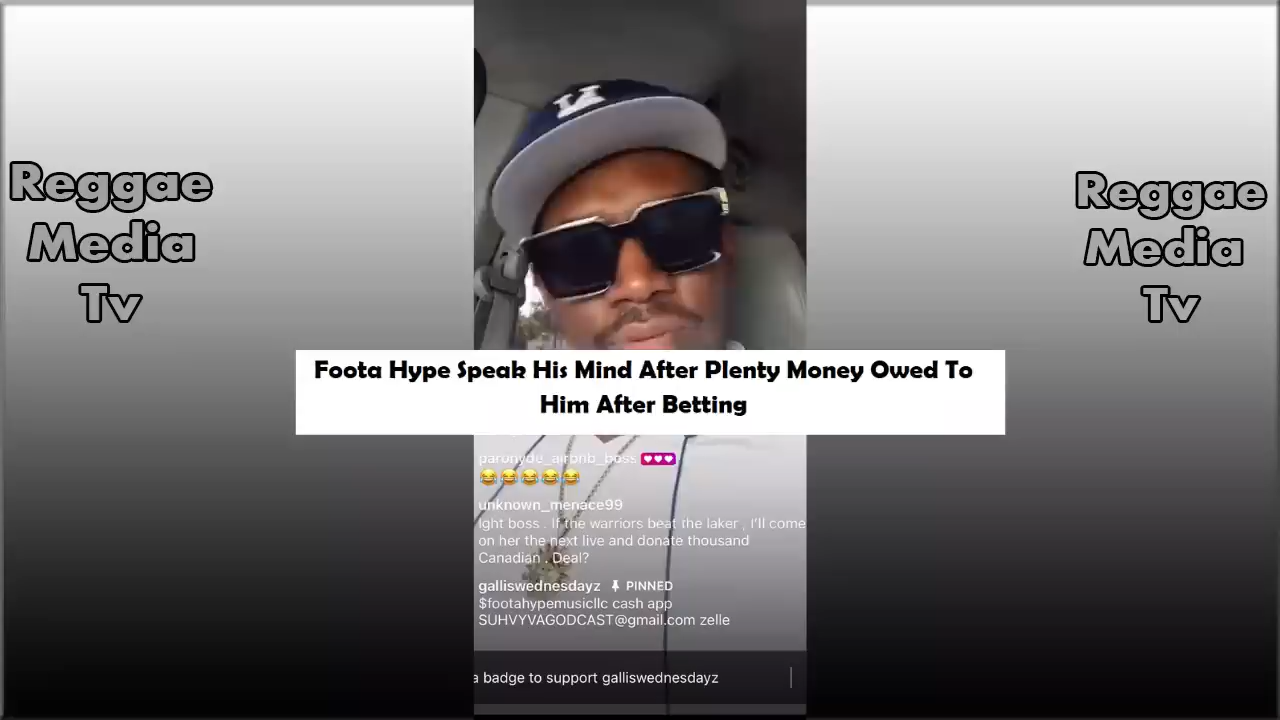 Reggae
Media
Tv
Reggae
Media
Tv
Foota Hype Speak His Mind After Plenty Money Owed To
Him After Betting
unknown_menace99
Ight boss . If the warriors beat the laker , I'll come
on her the next live and donate thousand
Canadian . Deal?
galliswednesdayz PINNED
$footahypemusicllc cash app
SUHVYVAGODCAST@gmail.com zelle
a badge to support galliswednesdayz